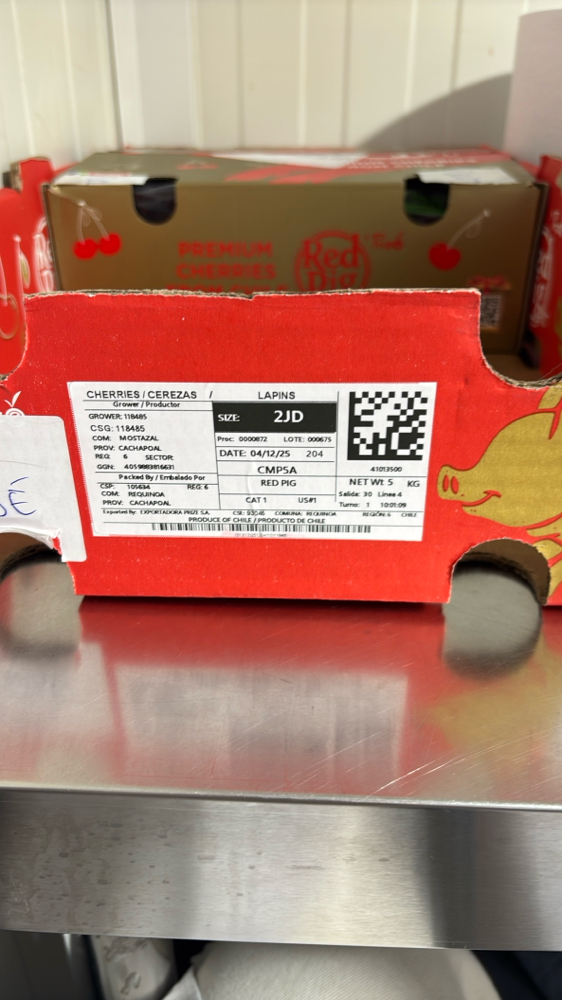 PREMIUM
CHERRIES
Red
Pig
CHERRIES / CEREZAS / LAPINS
Grower / Productor
GROWER: 118485
CSG: 118485
COM: MOSTAZAL
PROV: CACHAPOAL
REG: 6 SECTOR:
GGN: 4059883816631
Packed By / Embalado Por
CSP: 105634 REG: 6
COM: REQUINOA
PROV: CACHAPOAL
SIZE: 2JD
Proc: 0000872 LOTE: 000675
DATE: 04/12/25 204
CMP5A
RED PIG
CAT 1 US#1
41013500
NET Wt 5 KG
Salida: 30 Linea 4
Turno: 1 10:01:09
Exported By: EXPORTADORA PRIZE S.A. CSE: 93046 COMUNA: REQUINOA REGIÓN: 6 CHILE
PRODUCE OF CHILE / PRODUCTO DE CHILE